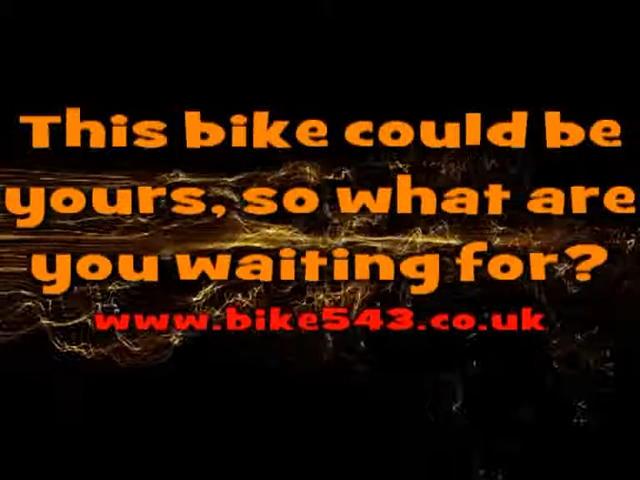 This bike could be
yours, so what are
you waiting for?
www.bike543.co.uk